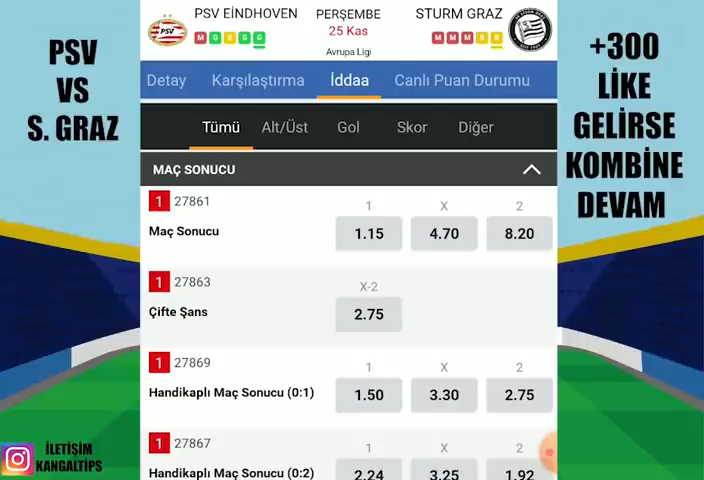 PSV
VS
S. GRAZ
PSV EİNDHOVEN
M G B G G
PERŞEMBE
25 Kas
Avrupa Ligi
STURM GRAZ
M M M B B
Detay Karşılaştırma İddaa Canlı Puan Durumu
Tümü Alt/Üst Gol Skor Diğer
MAÇ SONUCU
1 27861
1 X 2
Maç Sonucu 1.15 4.70 8.20
1 27863
X-2
Çifte Şans 2.75
1 27869
1 X 2
Handikaplı Maç Sonucu (0:1) 1.50 3.30 2.75
1 27867
1 X 2
Handikaplı Maç Sonucu (0:2) 2.24 3.25 1.92
+300
LİKE
GELİRSE
KOMBİNE
DEVAM
İLETİŞİM
KANGALTİPS